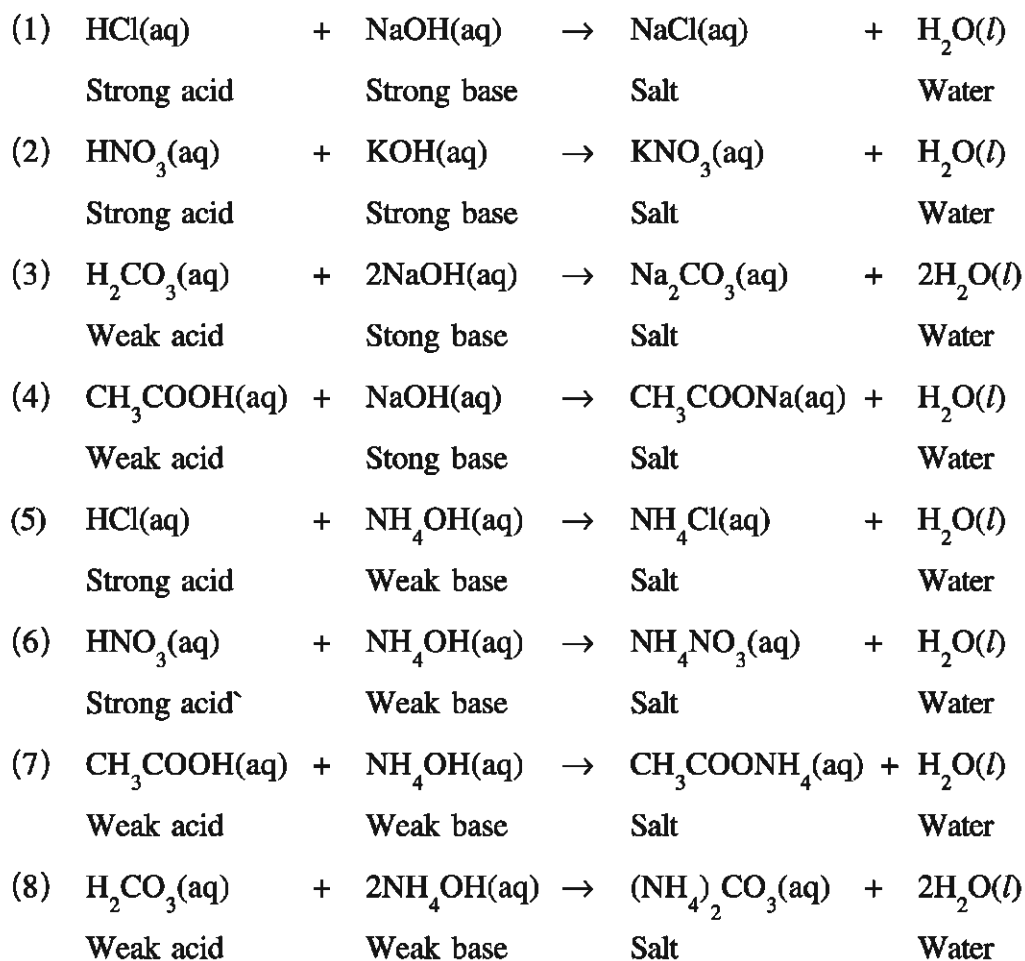 (1) HCl(aq) + NaOH(aq) → NaCl(aq) + H₂O(l)
Strong acid Strong base Salt Water
(2) HNO₃(aq) + KOH(aq) → KNO₃(aq) + H₂O(l)
Strong acid Strong base Salt Water
(3) H₂CO₃(aq) + 2NaOH(aq) → Na₂CO₃(aq) + 2H₂O(l)
Weak acid Stong base Salt Water
(4) CH₃COOH(aq) + NaOH(aq) → CH₃COONa(aq) + H₂O(l)
Weak acid Stong base Salt Water
(5) HCl(aq) + NH₄OH(aq) → NH₄Cl(aq) + H₂O(l)
Strong acid Weak base Salt Water
(6) HNO₃(aq) + NH₄OH(aq) → NH₄NO₃(aq) + H₂O(l)
Strong acid` Weak base Salt Water
(7) CH₃COOH(aq) + NH₄OH(aq) → CH₃COONH₄(aq) + H₂O(l)
Weak acid Weak base Salt Water
(8) H₂CO₃(aq) + 2NH₄OH(aq) → (NH₄)₂CO₃(aq) + 2H₂O(l)
Weak acid Weak base Salt Water